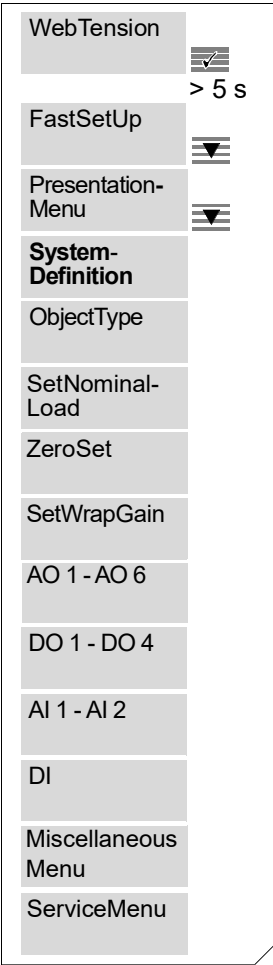 WebTension
> 5 s
FastSetUp
Presentation-
Menu
System-
Definition
ObjectType
SetNominal-
Load
ZeroSet
SetWrapGain
AO 1 - AO 6
DO 1 - DO 4
AI 1 - AI 2
DI
Miscellaneous
Menu
ServiceMenu